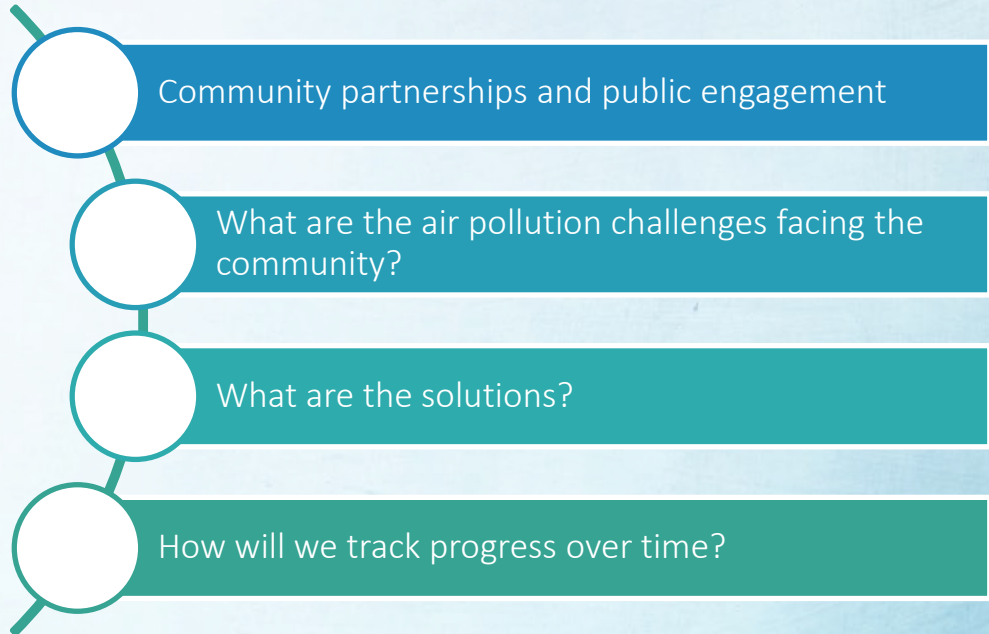 Community partnerships and public engagement
What are the air pollution challenges facing the
community?
What are the solutions?
How will we track progress over time?